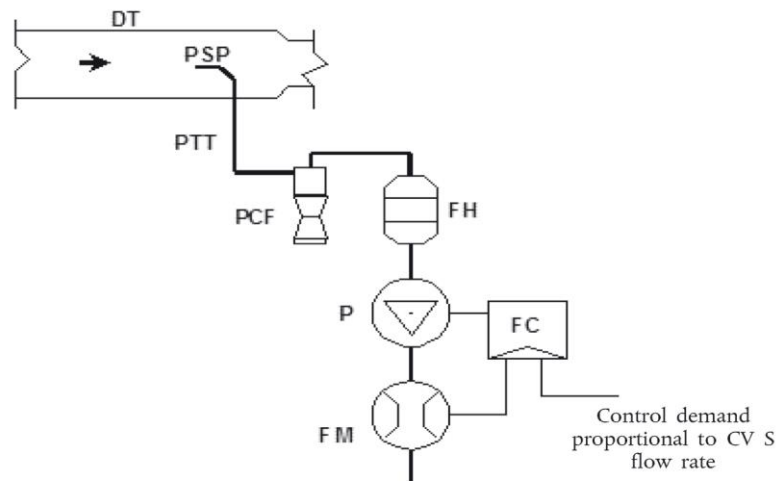 DT
PSP
PTT
PCF
FH
P
FC
FM
Control demand
proportional to CV S
flow rate